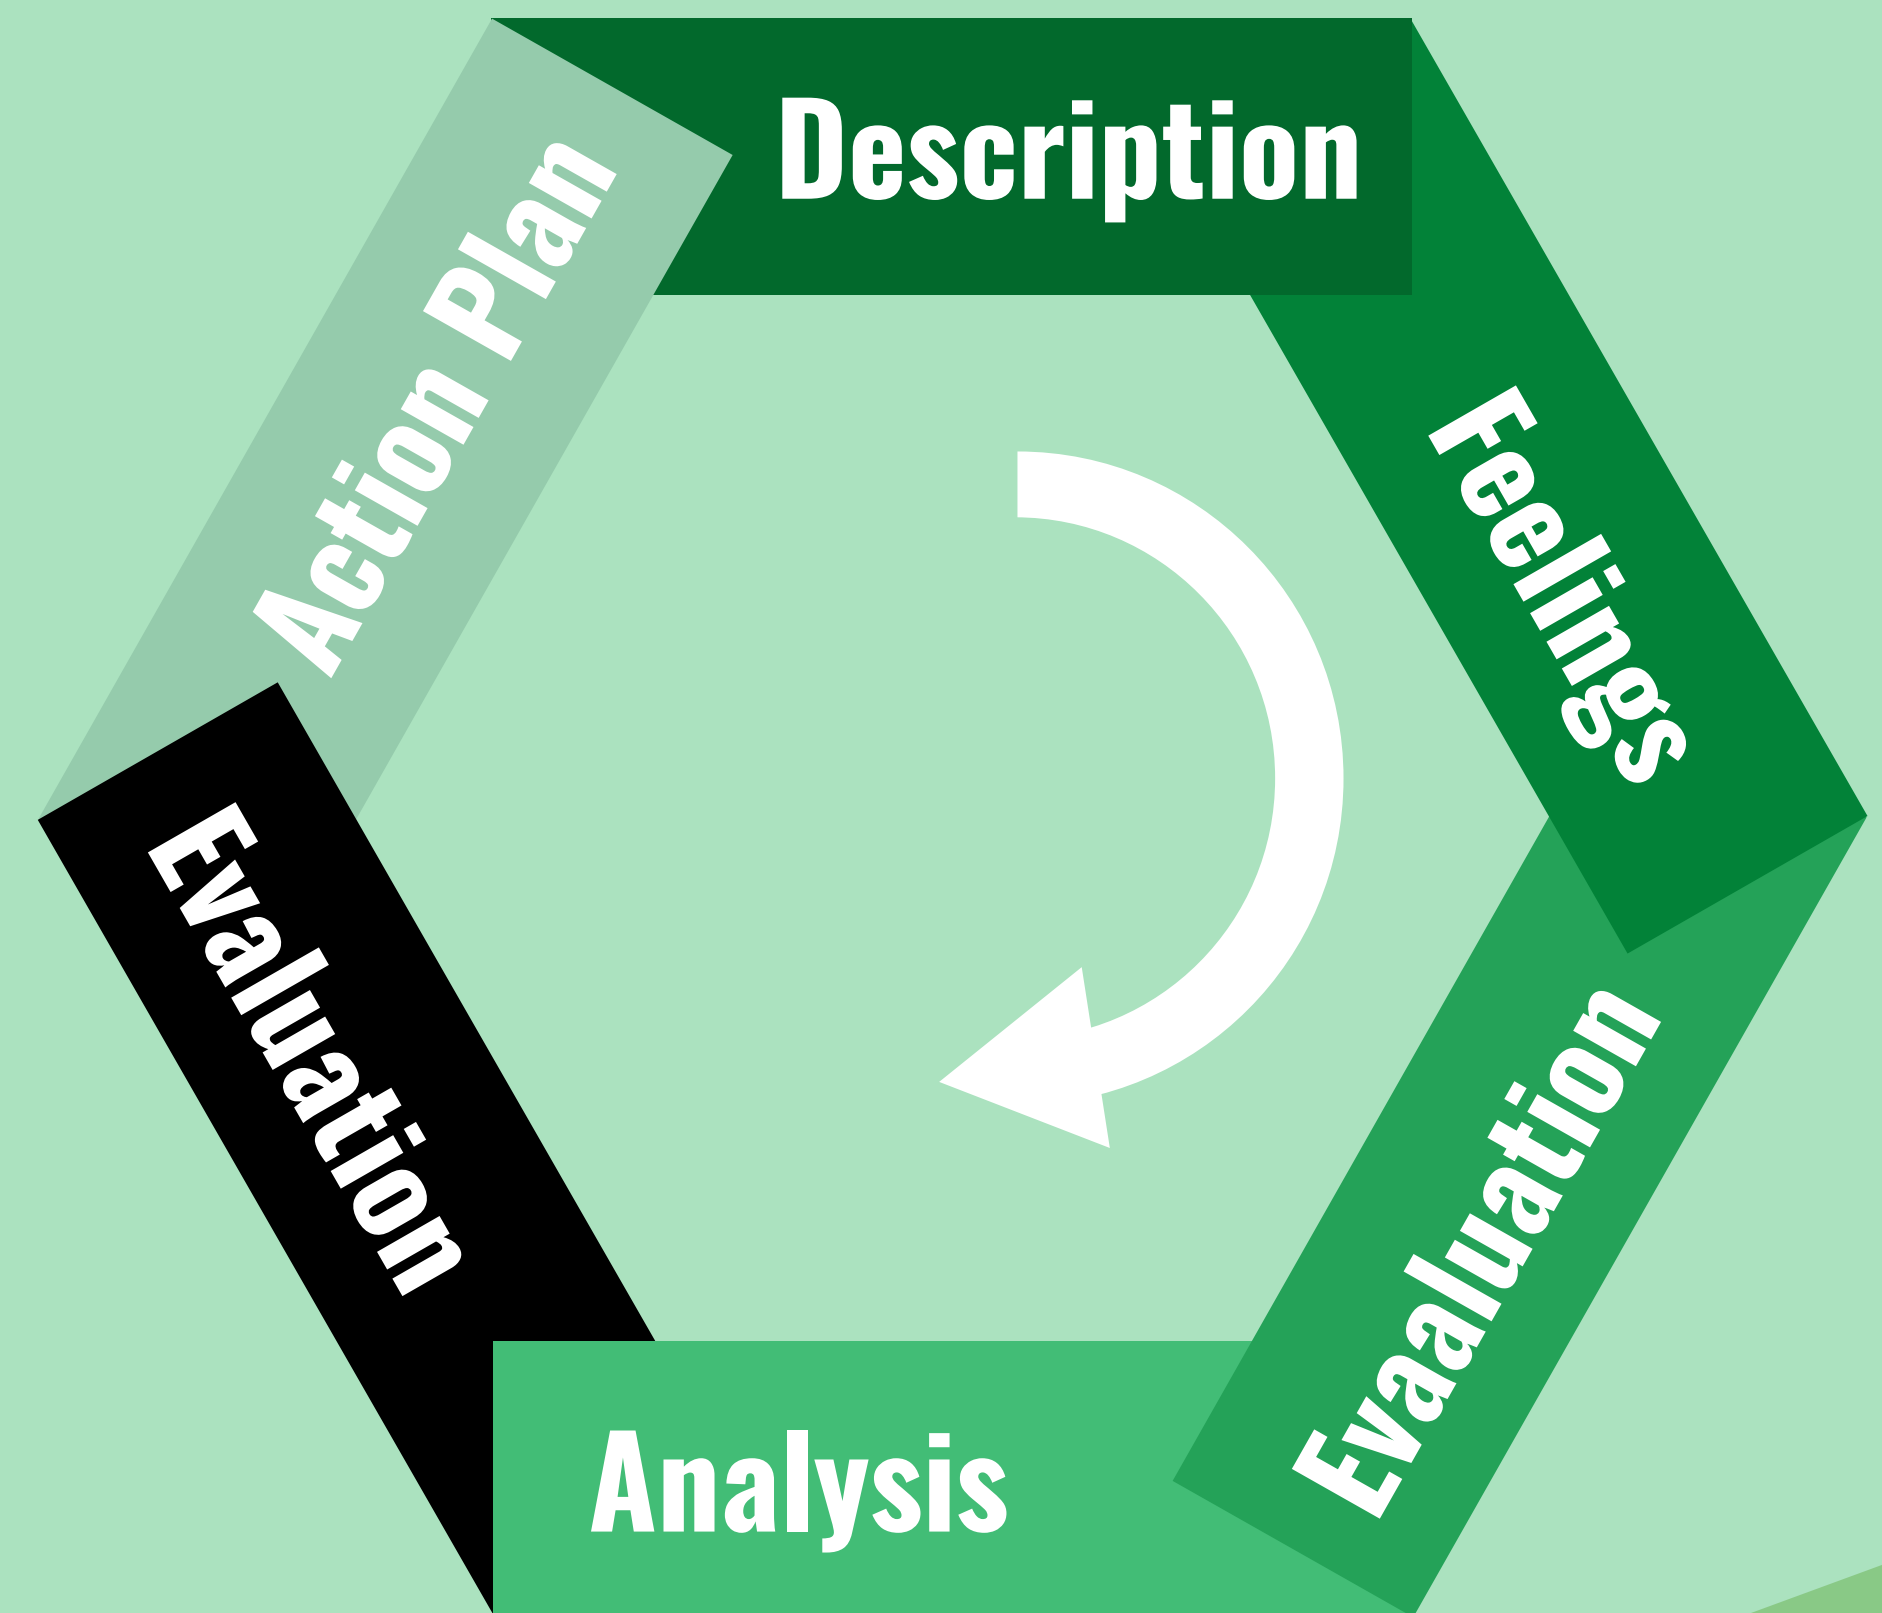 Description
Feelings
Evaaluation
Analysis
Evaluation
Action Plan